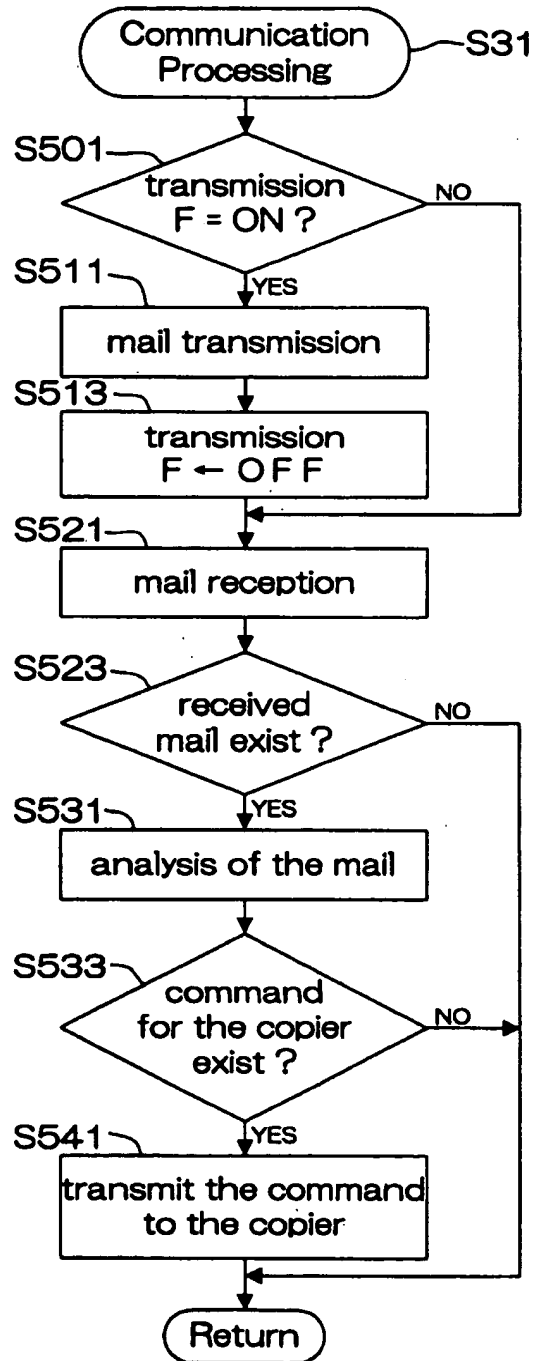 Communication
Processing
S31
S501
transmission
F = ON ?
NO
YES
S511
mail transmission
S513
transmission
F ← OFF
S521
mail reception
S523
received
mail exist ?
NO
YES
S531
analysis of the mail
S533
command
for the copier
exist ?
NO
YES
S541
transmit the command
to the copier
Return